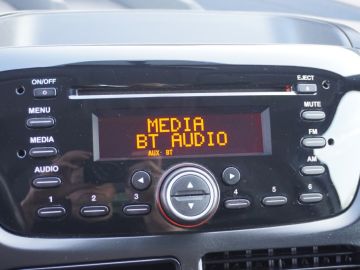 ON/OFF
EJECT
MENU
MUTE
MEDIA
MEDIA
BT AUDIO
AUX: BT
FM
AM
AUDIO
1
2
3
4
5
6